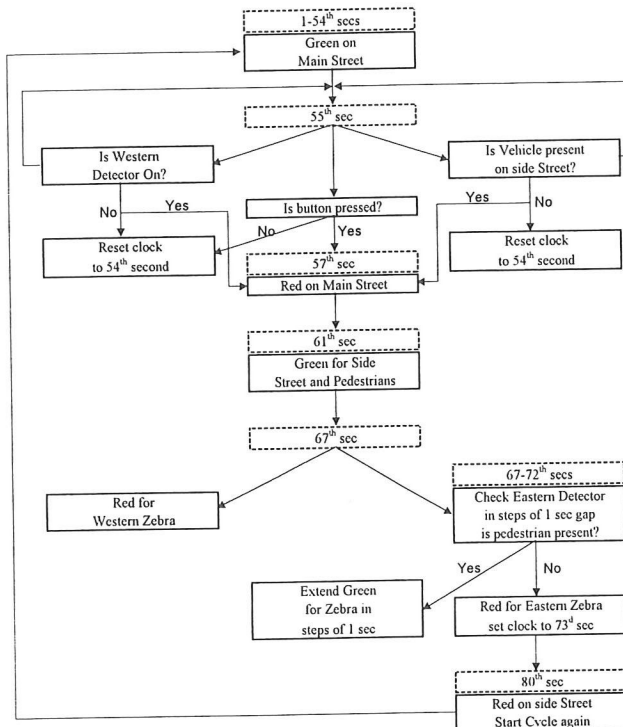 1-54th secs
Green on
Main Street
55th sec
Is Western
Detector On?
Is Vehicle present
on side Street?
Is button pressed?
No
Yes
No
Yes
Yes
No
Reset clock
to 54th second
Reset clock
to 54th second
57th sec
Red on Main Street
61th sec
Green for Side
Street and Pedestrians
67th sec
Red for
Western Zebra
67-72th secs
Check Eastern Detector
in steps of 1 sec gap
is pedestrian present?
Yes
No
Extend Green
for Zebra in
steps of 1 sec
Red for Eastern Zebra
set clock to 73d sec
80th sec
Red on side Street
Start Cycle again